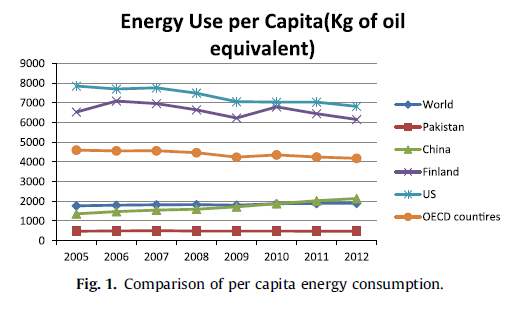 Energy Use per Capita(Kg of oil
equivalent)
9000
8000
7000
6000
5000
4000
3000
2000
1000
0
2005 2006 2007 2008 2009 2010 2011 2012
World
Pakistan
China
Finland
US
OECD countires
Fig. 1. Comparison of per capita energy consumption.